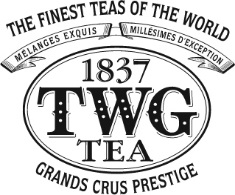 THE FINEST TEAS OF THE WORLD
MELANGES EXQUIS MILLÉSIMES D'EXCEPTION
1837
TWG
TEA
GRANDS CRUS PRESTIGE